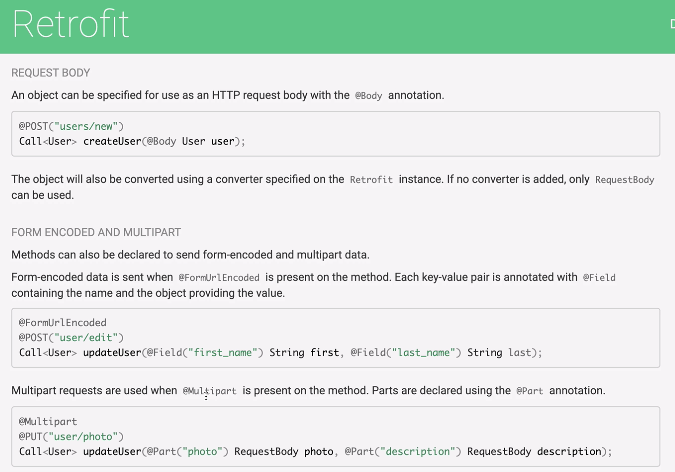 Retrofit
REQUEST BODY
An object can be specified for use as an HTTP request body with the @Body annotation.
@POST("users/new")
Call<User> createUser(@Body User user);
The object will also be converted using a converter specified on the Retrofit instance. If no converter is added, only RequestBody
can be used.
FORM ENCODED AND MULTIPART
Methods can also be declared to send form-encoded and multipart data.
Form-encoded data is sent when @FormUrlEncoded is present on the method. Each key-value pair is annotated with @Field
containing the name and the object providing the value.
@FormUrlEncoded
@POST("user/edit")
Call<User> updateUser(@Field("first_name") String first, @Field("last_name") String last);
Multipart requests are used when @Multipart is present on the method. Parts are declared using the @Part annotation.
@Multipart
@PUT("user/photo")
Call<User> updateUser(@Part("photo") RequestBody photo, @Part("description") RequestBody description);